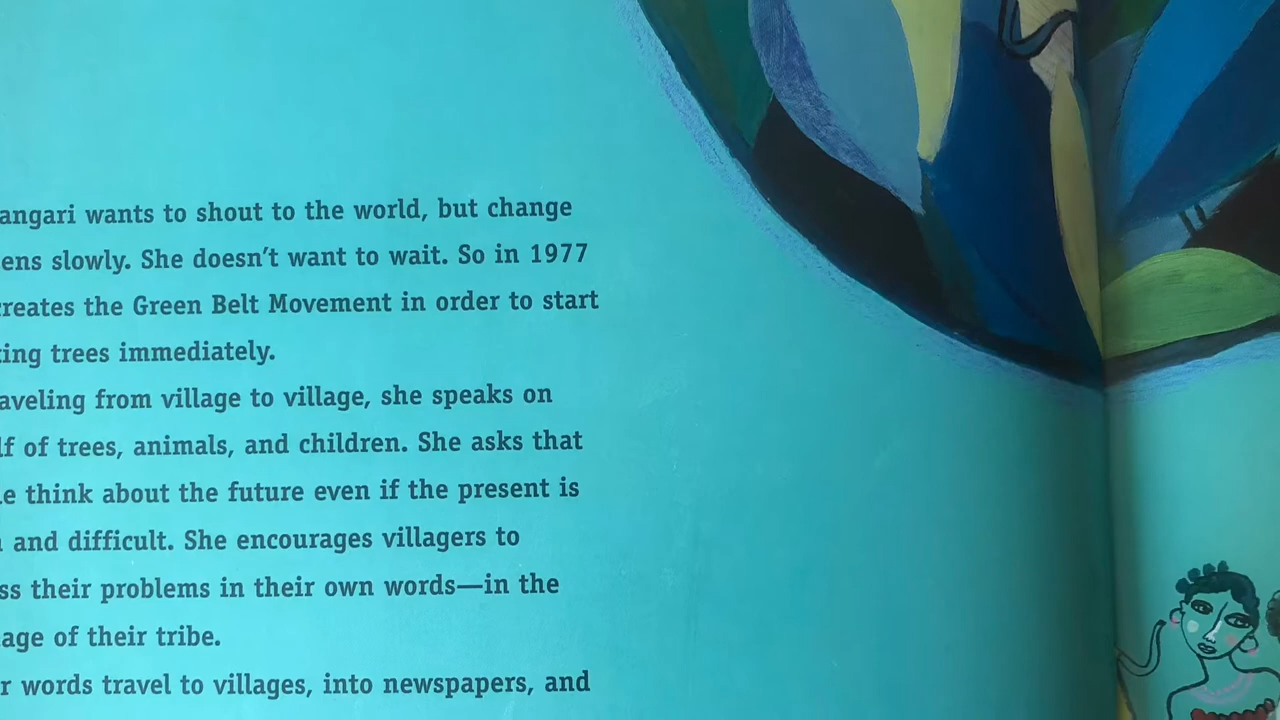 angari wants to shout to the world, but change
ens slowly. She doesn't want to wait. So in 1977
creates the Green Belt Movement in order to start
ting trees immediately.
aveling from village to village, she speaks on
lf of trees, animals, and children. She asks that
le think about the future even if the present is
and difficult. She encourages villagers to
ss their problems in their own words—in the
age of their tribe.
r words travel to villages, into newspapers, and